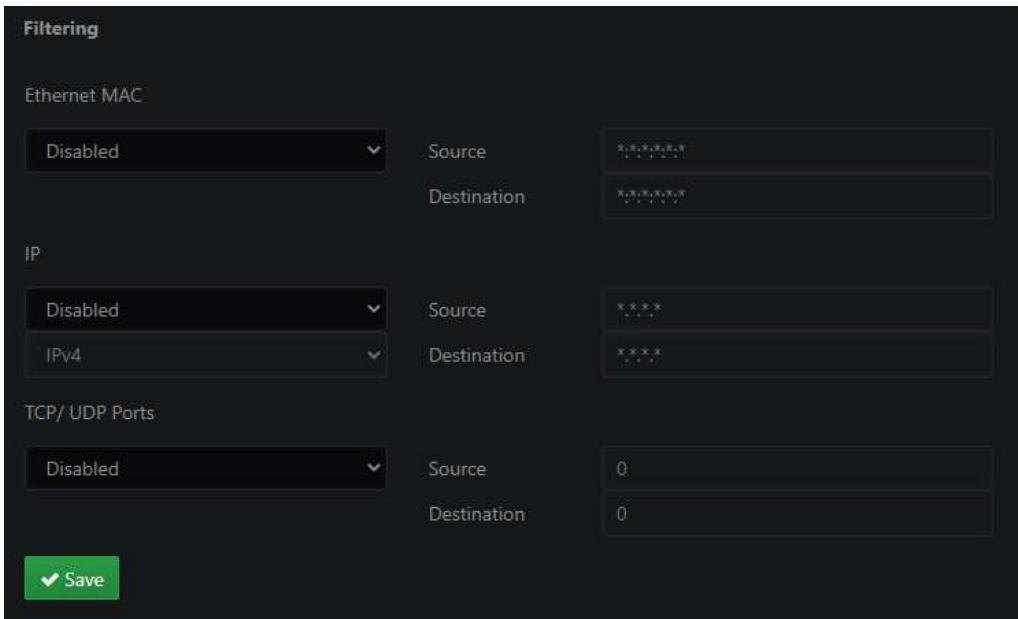 Filtering
Ethernet MAC
Disabled Source *:*:*:*:*:*
Destination *:*:*:*:*:*
IP
Disabled Source *.*.*.*
IPv4 Destination *.*.*.*
TCP/ UDP Ports
Disabled Source 0
Destination 0
Save